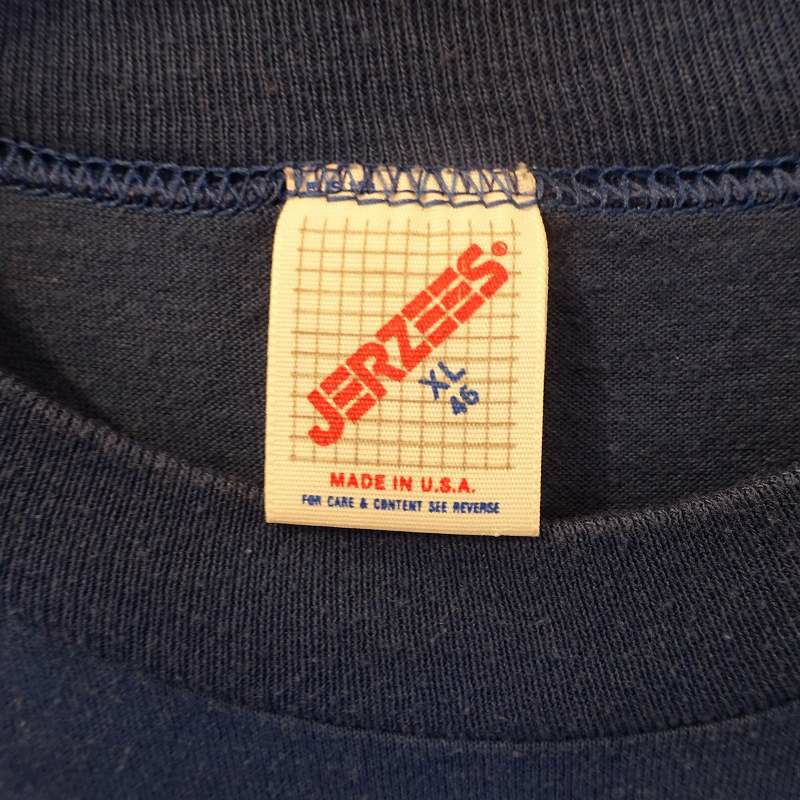 JERZEES®
XL
46
MADE IN U.S.A.
FOR CARE & CONTENT SEE REVERSE